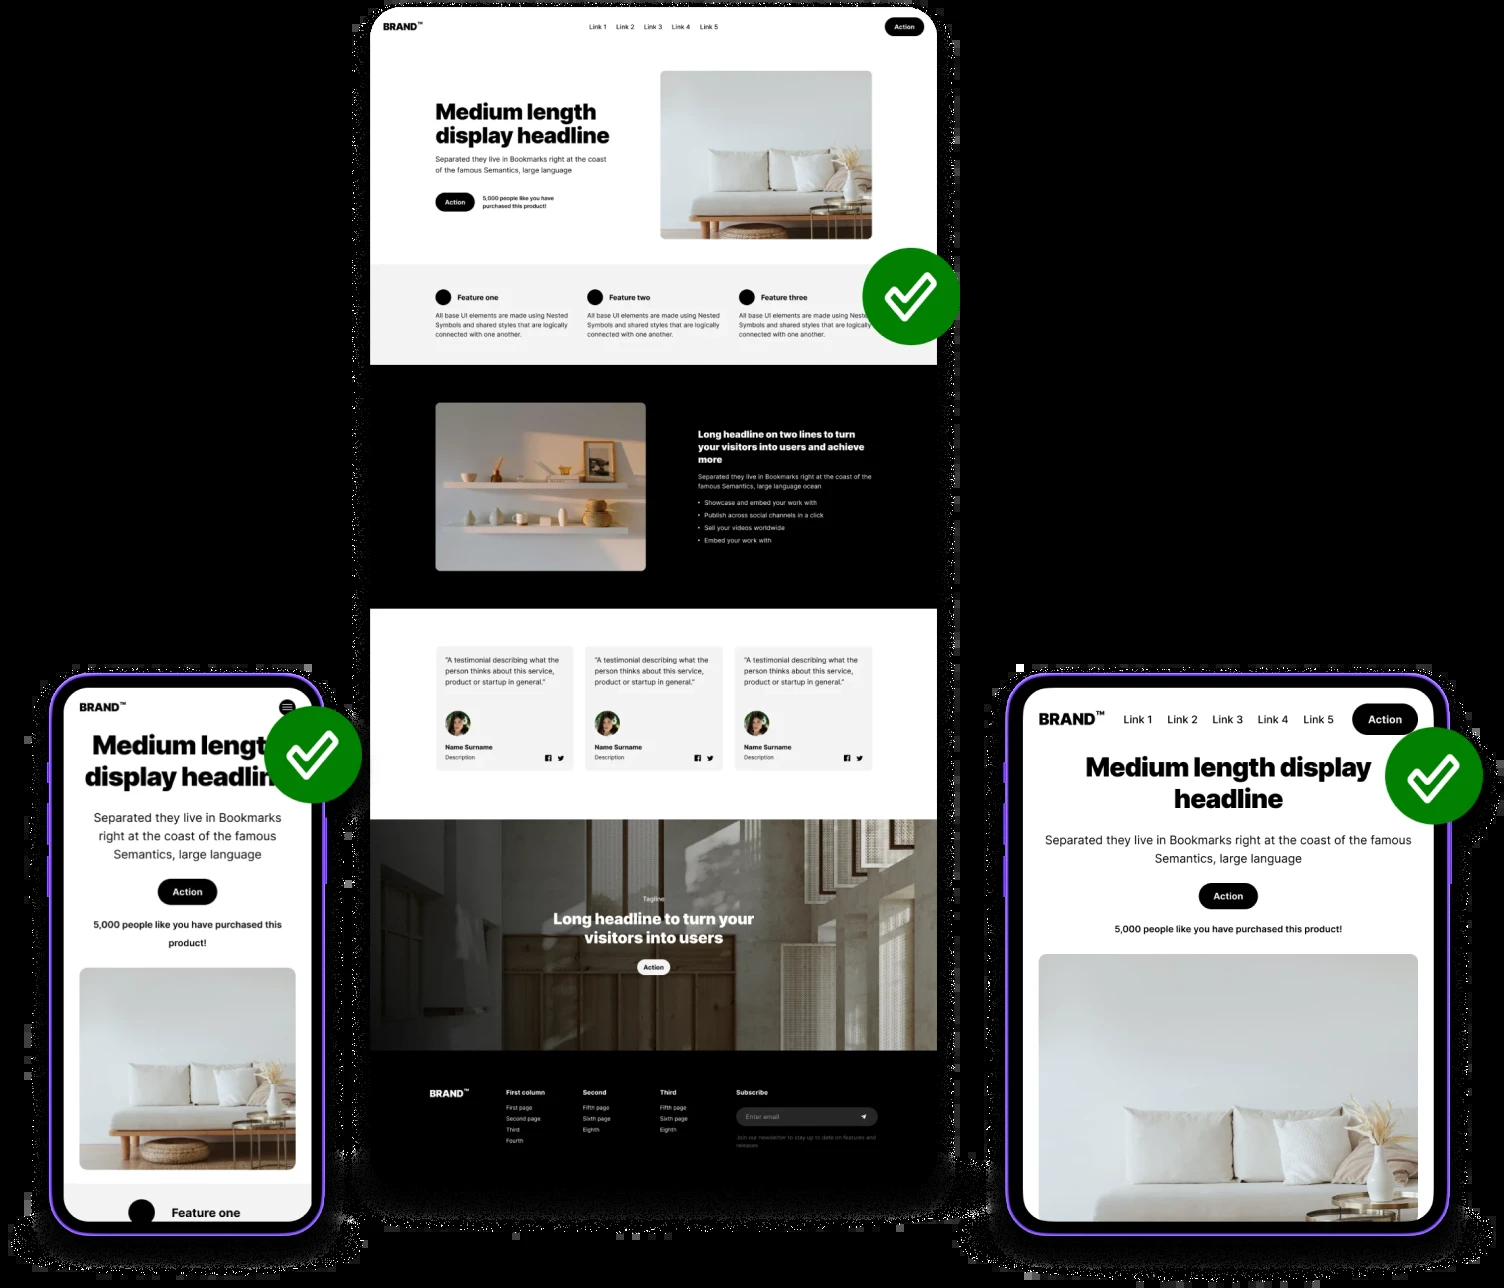 BRAND™
Link 1 Link 2 Link 3 Link 4 Link 5
Action
Medium length
display headline
Separated they live in Bookmarks right at the coast
of the famous Semantics, large language
Action
5,000 people like you have
purchased this product!
Feature one
All base UI elements are made using Nested
Symbols and shared styles that are logically
connected with one another.
Feature two
All base UI elements are made using Nested
Symbols and shared styles that are logically
connected with one another.
Feature three
All base UI elements are made using Nested
Symbols and shared styles that are logically
connected with one another.
Long headline on two lines to turn
your visitors into users and achieve
more
Separated they live in Bookmarks right at the coast of the
famous Semantics, large language ocean
• Showcase and embed your work with
• Publish across social channels in a click
• Sell your videos worldwide
• Embed your work with
"A testimonial describing what the
person thinks about this service,
product or startup in general."
Name Surname
Description
"A testimonial describing what the
person thinks about this service,
product or startup in general."
Name Surname
Description
"A testimonial describing what the
person thinks about this service,
product or startup in general."
Name Surname
Description
Tagline
Long headline to turn your
visitors into users
Action
BRAND™
First column
First page
Second page
Third
Fourth
Second
Fifth page
Sixth page
Eighth
Third
Fifth page
Sixth page
Eighth
Subscribe
Enter email
Join our newsletter to stay up to date on features and
releases
BRAND™
Medium lengt
display headlin
Separated they live in Bookmarks
right at the coast of the famous
Semantics, large language
Action
5,000 people like you have purchased this
product!
Feature one
BRAND™
Link 1 Link 2 Link 3 Link 4 Link 5
Action
Medium length display
headline
Separated they live in Bookmarks right at the coast of the famous
Semantics, large language
Action
5,000 people like you have purchased this product!